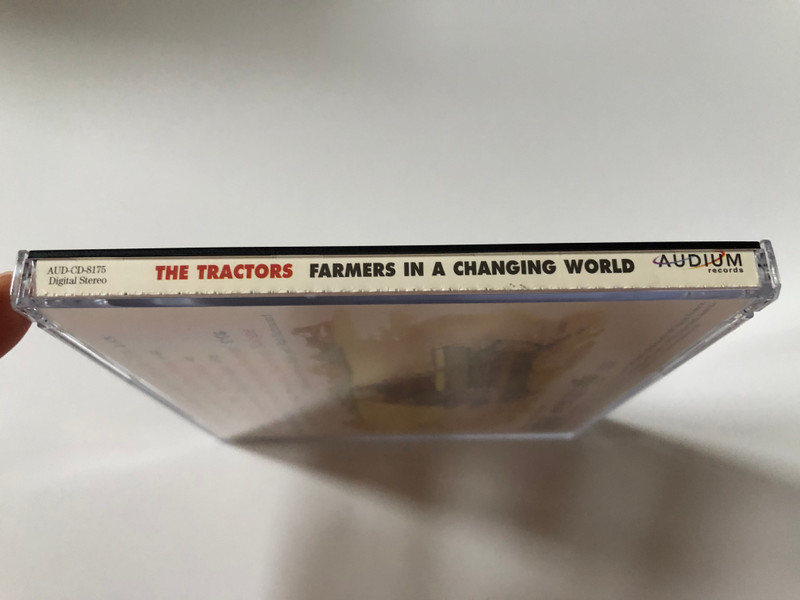 AUD-CD-8175
Digital Stereo
THE TRACTORS FARMERS IN A CHANGING WORLD
AUDIUM
records